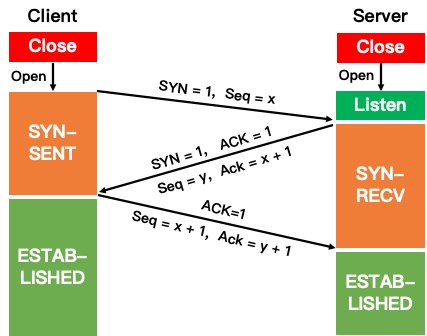 Client
Server
Close
Close
Open
Open
SYN = 1, Seq = x
Listen
SYN–
SENT
SYN = 1, ACK = 1
Seq = y, Ack = x + 1
SYN–
RECV
ACK=1
Seq = x + 1, Ack = y + 1
ESTAB–
LISHED
ESTAB–
LISHED